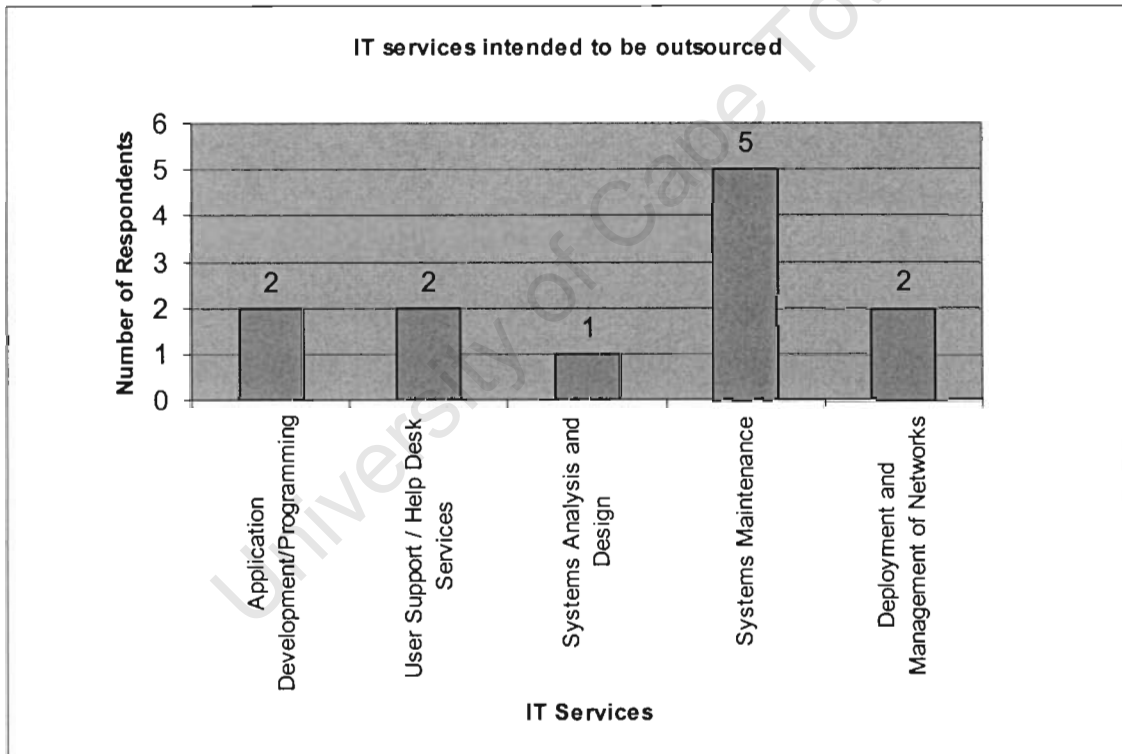 IT services intended to be outsourced
Number of Respondents
6
5
4
3
2
1
0
2
2
1
5
2
Application
Development/Programming
User Support / Help Desk
Services
Systems Analysis and
Design
Systems Maintenance
Deployment and
Management of Networks
IT Services
University of Cape To